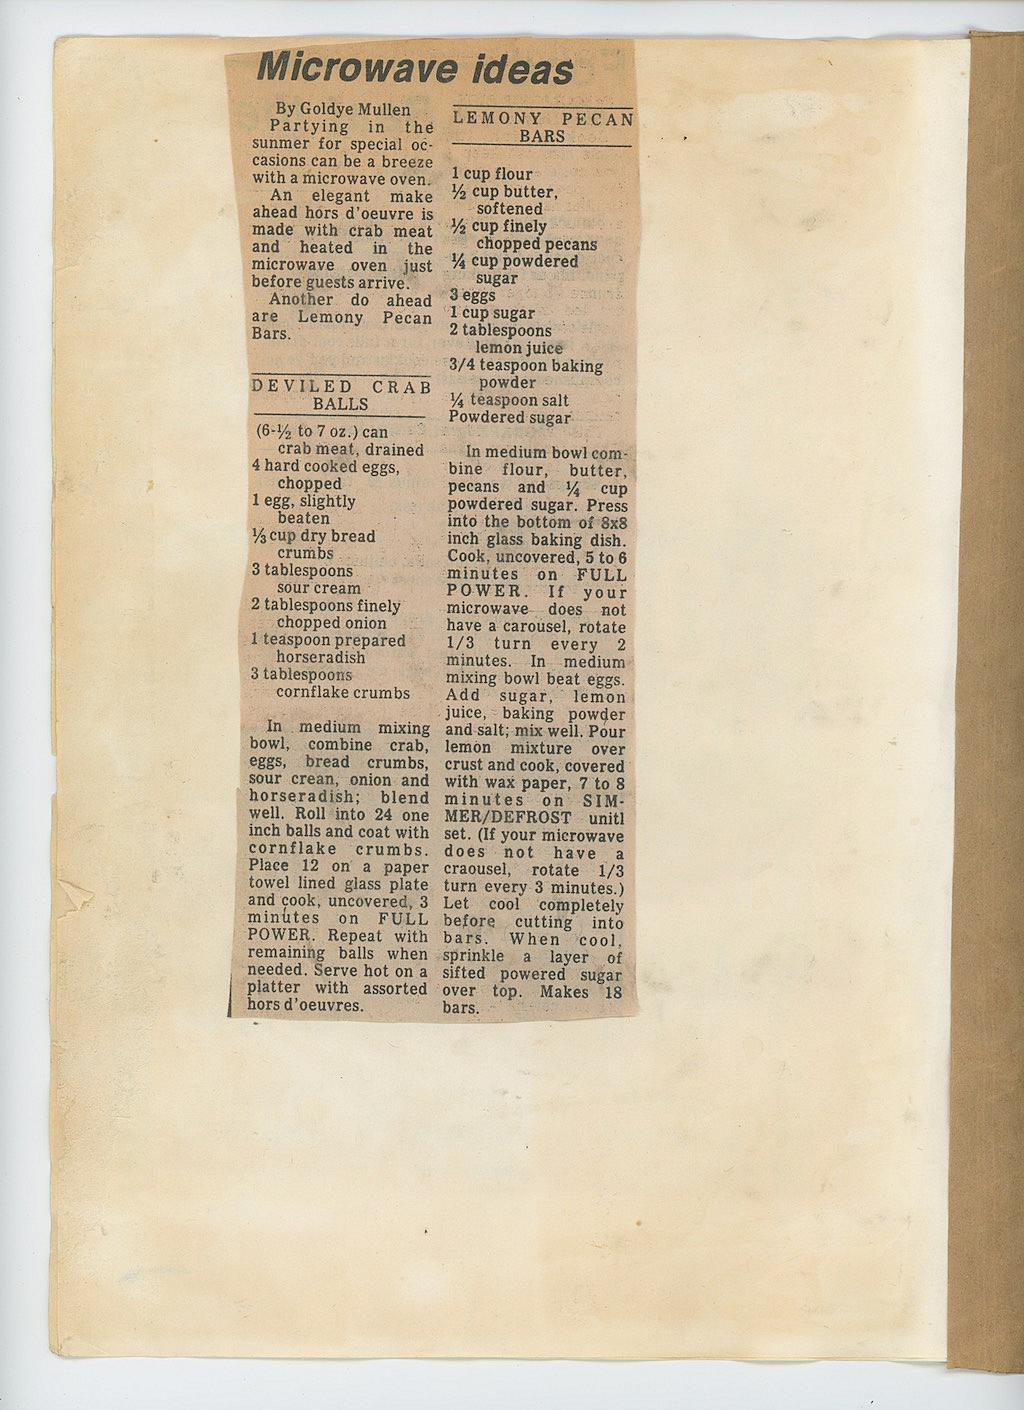 Microwave ideas
By Goldye Mullen
Partying in the
sunmer for special oc-
casions can be a breeze
with a microwave oven.
An elegant make
ahead hors d'oeuvre is
made with crab meat
and heated in the
microwave oven just
before guests arrive.
Another do ahead
are Lemony Pecan
Bars.
DEVILED CRAB
BALLS
(6-½ to 7 oz.) can
crab meat, drained
4 hard cooked eggs,
chopped
1 egg, slightly
beaten
⅓ cup dry bread
crumbs
3 tablespoons
sour cream
2 tablespoons finely
chopped onion
1 teaspoon prepared
horseradish
3 tablespoons
cornflake crumbs
In medium mixing
bowl, combine crab,
eggs, bread crumbs,
sour crean, onion and
horseradish; blend
well. Roll into 24 one
inch balls and coat with
cornflake crumbs.
Place 12 on a paper
towel lined glass plate
and cook, uncovered, 3
minutes on FULL
POWER. Repeat with
remaining balls when
needed. Serve hot on a
platter with assorted
hors d'oeuvres.
LEMONY PECAN
BARS
1 cup flour
½ cup butter,
softened
½ cup finely
chopped pecans
¼ cup powdered
sugar
3 eggs
1 cup sugar
2 tablespoons
lemon juice
3/4 teaspoon baking
powder
¼ teaspoon salt
Powdered sugar
In medium bowl com-
bine flour, butter,
pecans and ¼ cup
powdered sugar. Press
into the bottom of 8x8
inch glass baking dish.
Cook, uncovered, 5 to 6
minutes on FULL
POWER. If your
microwave does not
have a carousel, rotate
1/3 turn every 2
minutes. In medium
mixing bowl beat eggs.
Add sugar, lemon
juice, baking powder
and salt; mix well. Pour
lemon mixture over
crust and cook, covered
with wax paper, 7 to 8
minutes on SIM-
MER/DEFROST unitl
set. (If your microwave
does not have a
craousel, rotate 1/3
turn every 3 minutes.)
Let cool completely
before cutting into
bars. When cool,
sprinkle a layer of
sifted powered sugar
over top. Makes 18
bars.